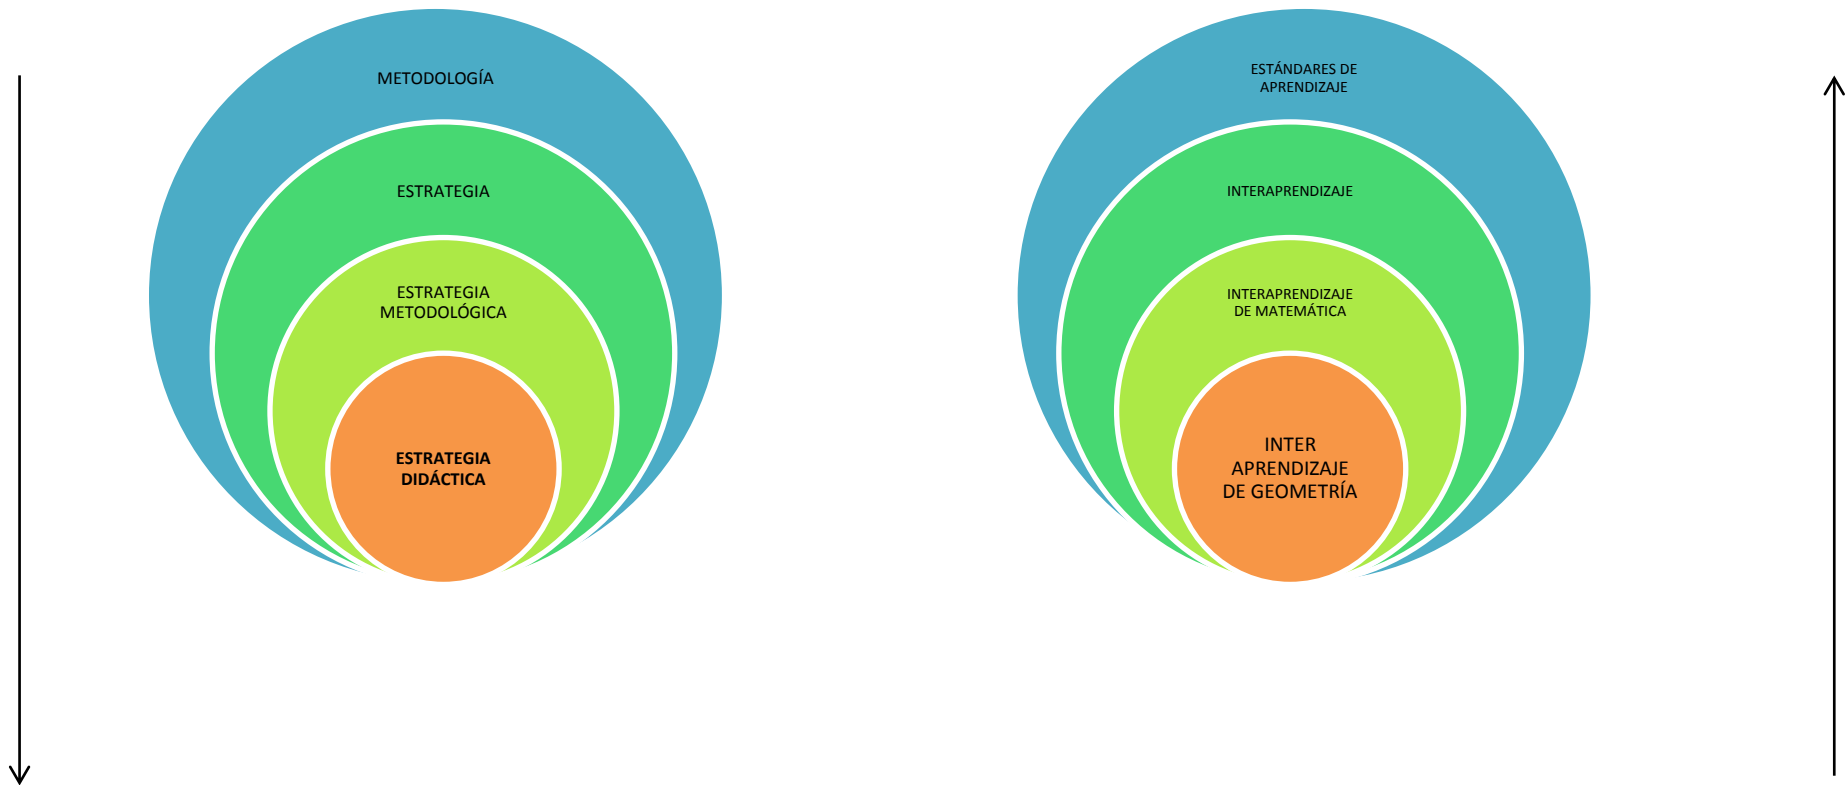 METODOLOGÍA
ESTRATEGIA
ESTRATEGIA
METODOLÓGICA
ESTRATEGIA
DIDÁCTICA
ESTÁNDARES DE
APRENDIZAJE
INTERAPRENDIZAJE
INTERAPRENDIZAJE
DE MATEMÁTICA
INTER
APRENDIZAJE
DE GEOMETRÍA